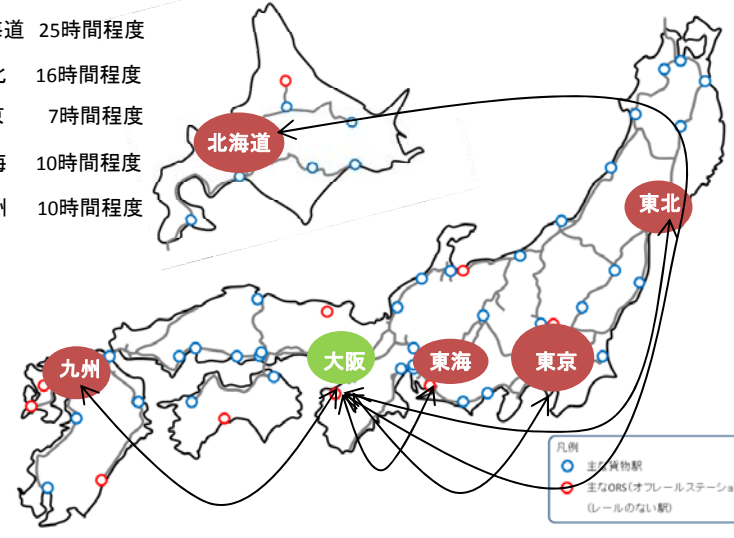 道 25時間程度
16時間程度
7時間程度
10時間程度
10時間程度
北海道
東北
九州
大阪
東海
東京
凡例
主な貨物駅
主なORS(オフレールステーショ
(レールのない駅)